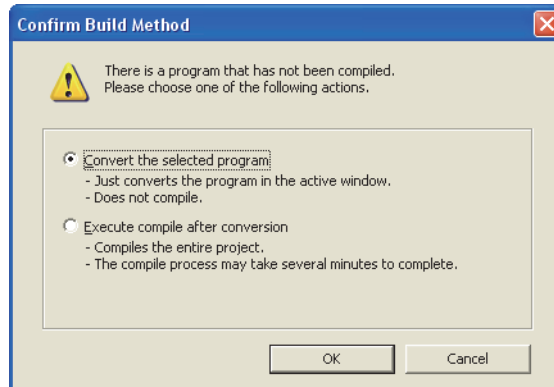 Confirm Build Method
There is a program that has not been compiled.
Please choose one of the following actions.
Convert the selected program
- Just converts the program in the active window.
- Does not compile.
Execute compile after conversion
- Compiles the entire project.
- The compile process may take several minutes to complete.
OK Cancel